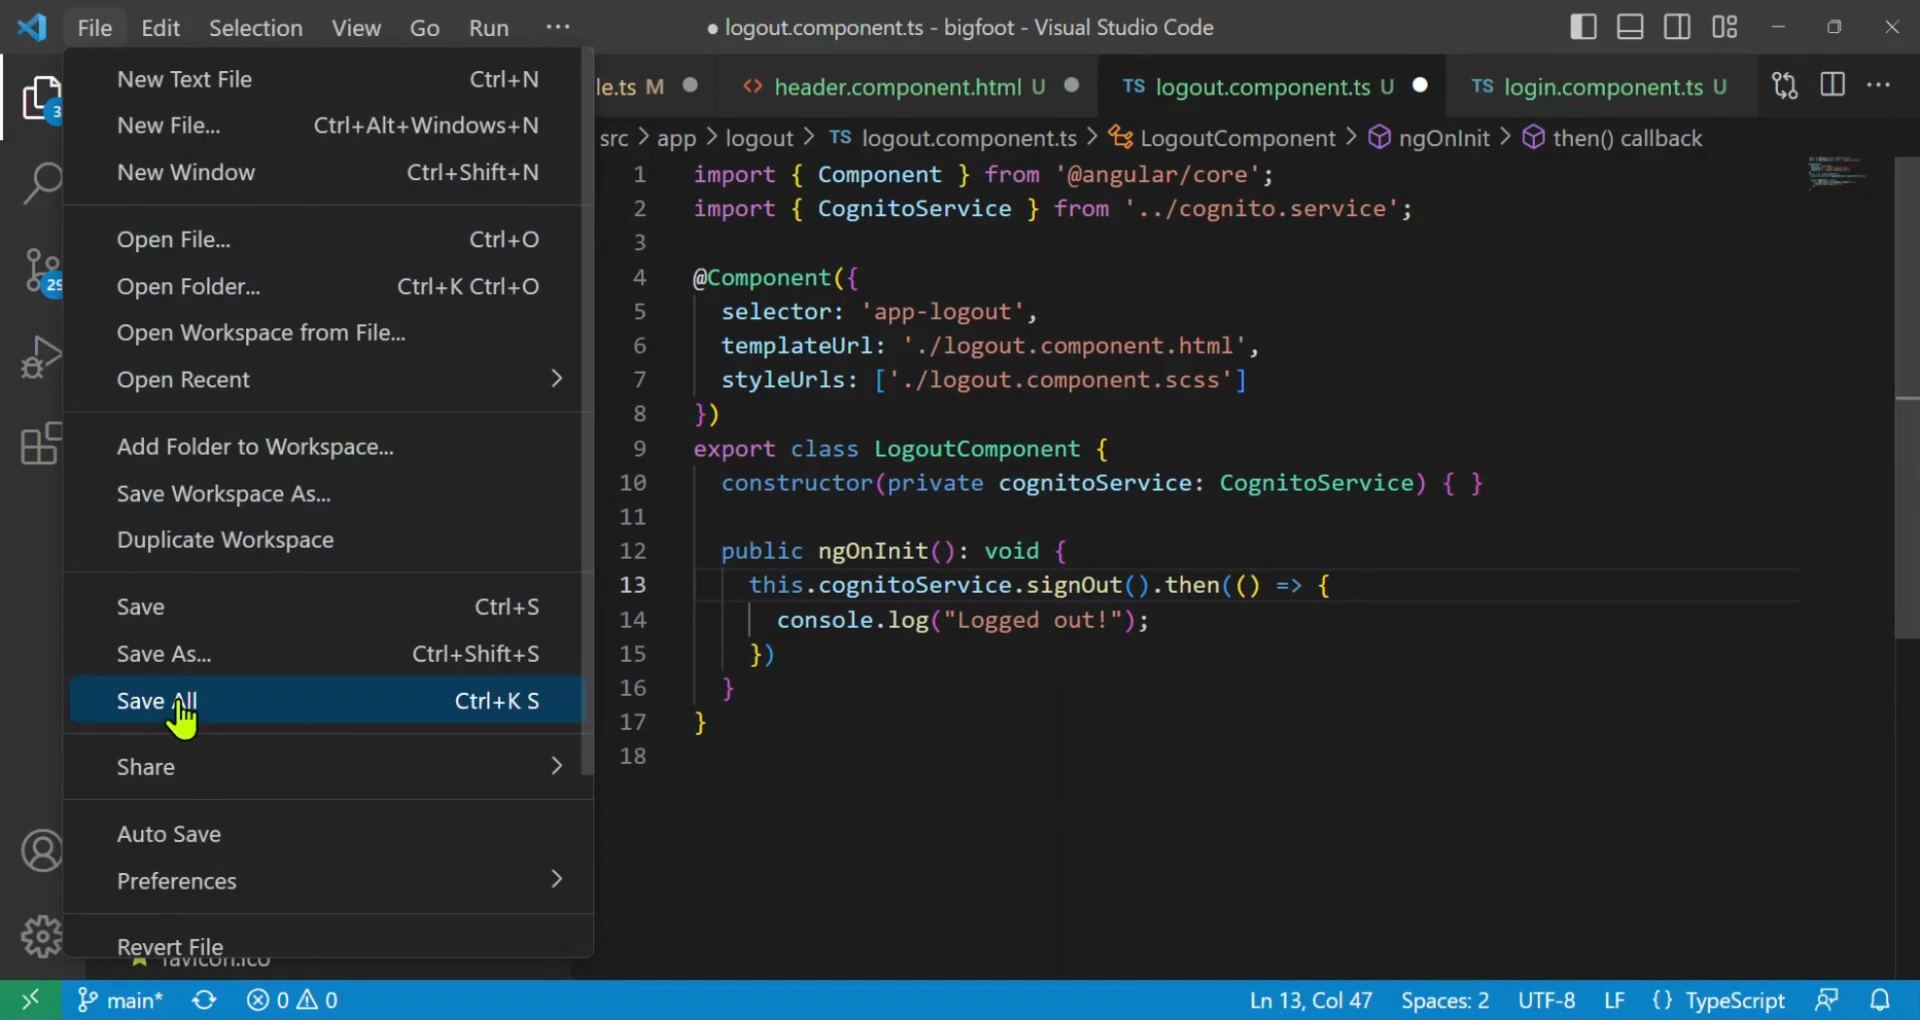 File Edit Selection View Go Run ··· ● logout.component.ts - bigfoot - Visual Studio Code
New Text File Ctrl+N
New File... Ctrl+Alt+Windows+N
New Window Ctrl+Shift+N
Open File... Ctrl+O
Open Folder... Ctrl+K Ctrl+O
Open Workspace from File...
Open Recent
Add Folder to Workspace...
Save Workspace As...
Duplicate Workspace
Save Ctrl+S
Save As... Ctrl+Shift+S
Save All Ctrl+K S
Share
Auto Save
Preferences
Revert File
favicon.ico
3
29
le.ts M ● <> header.component.html U ● TS logout.component.ts U ● TS login.component.ts U ···
src > app > logout > TS logout.component.ts > LogoutComponent > ngOnInit > then() callback
1 import { Component } from '@angular/core';
2 import { CognitoService } from '../cognito.service';
3
4 @Component({
5 selector: 'app-logout',
6 templateUrl: './logout.component.html',
7 styleUrls: ['./logout.component.scss']
8 })
9 export class LogoutComponent {
10 constructor(private cognitoService: CognitoService) { }
11
12 public ngOnInit(): void {
13 this.cognitoService.signOut().then(() => {
14 console.log("Logged out!");
15 })
16 }
17 }
18
main* 0 0 Ln 13, Col 47 Spaces: 2 UTF-8 LF {} TypeScript